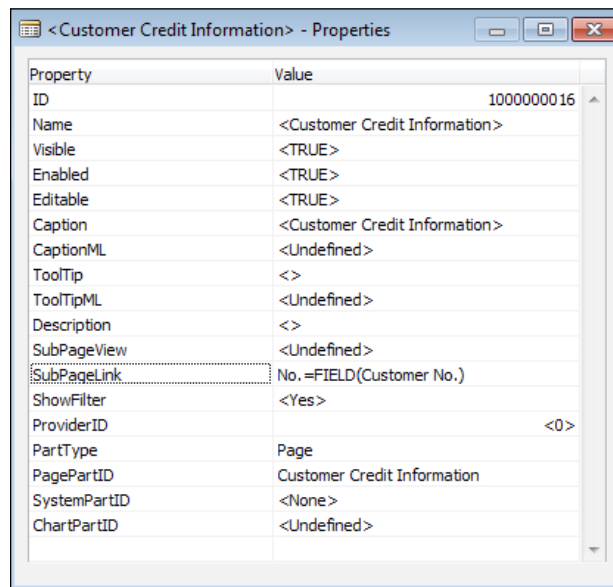 <Customer Credit Information> - Properties
Property Value
ID 1000000016
Name <Customer Credit Information>
Visible <TRUE>
Enabled <TRUE>
Editable <TRUE>
Caption <Customer Credit Information>
CaptionML <Undefined>
ToolTip <>
ToolTipML <Undefined>
Description <>
SubPageView <Undefined>
SubPageLink No.=FIELD(Customer No.)
ShowFilter <Yes>
ProviderID <0>
PartType Page
PagePartID Customer Credit Information
SystemPartID <None>
ChartPartID <Undefined>